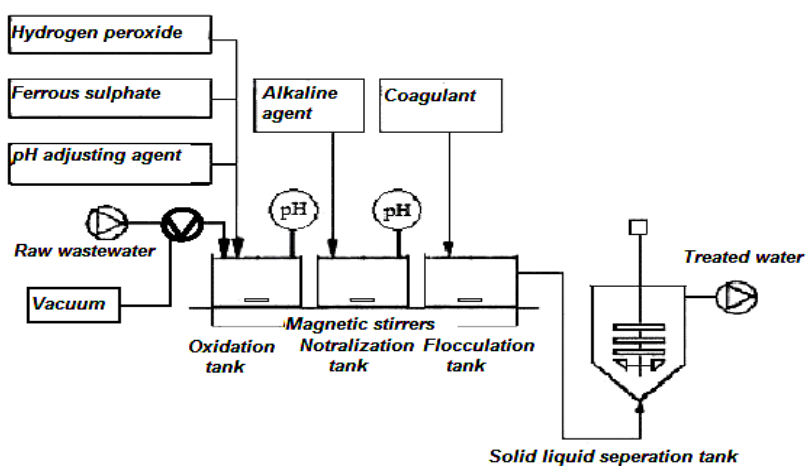 Hydrogen peroxide
Ferrous sulphate
pH adjusting agent
Alkaline
agent
Coagulant
pH
pH
Raw wastewater
Vacuum
Treated water
Magnetic stirrers
Oxidation
tank
Notralization
tank
Flocculation
tank
Solid liquid seperation tank